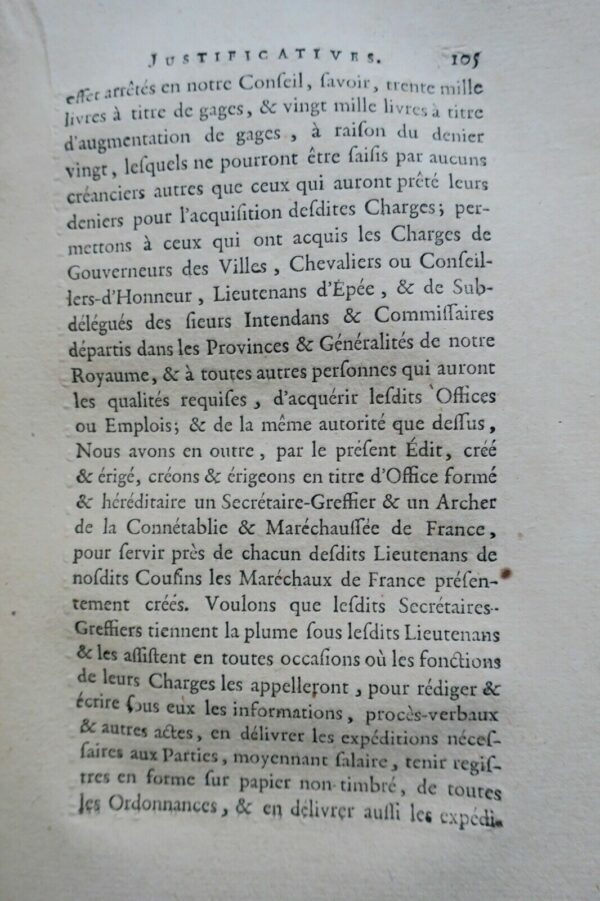 JUSTIFICATIVES. 105
effet arrêtés en notre Conſeil, ſavoir, trente mille
livres à titre de gages, & vingt mille livres à titre
d'augmentation de gages, à raiſon du denier
vingt, leſquels ne pourront être ſaiſis par aucuns
créanciers autres que ceux qui auront prêté leurs
deniers pour l'acquiſition deſdites Charges; per-
mettons à ceux qui ont acquis les Charges de
Gouverneurs des Villes, Chevaliers ou Conſeil-
lers-d'Honneur, Lieutenans d'Épée, & de Sub-
délégués des ſieurs Intendans & Commiſſaires
départis dans les Provinces & Généralités de notre
Royaume, & à toutes autres perſonnes qui auront
les qualités requiſes, d'acquérir leſdits Offices
ou Emplois; & de la même autorité que deſſus,
Nous avons en outre, par le préſent Édit, créé
& érigé, créons & érigeons en titre d'Office formé
& héréditaire un Secrétaire-Greffier & un Archer
de la Connétablie & Maréchauſſée de France,
pour ſervir près de chacun deſdits Lieutenans de
noſdits Couſins les Maréchaux de France préſen-
tement créés. Voulons que leſdits Secrétaires-
Greffiers tiennent la plume ſous leſdits Lieutenans
& les aſſiſtent en toutes occaſions où les fonctions
de leurs Charges les appelleront, pour rédiger &
écrire ſous eux les informations, procès-verbaux
& autres actes, en délivrer les expéditions néceſ-
ſaires aux Parties, moyennant ſalaire, tenir regiſ-
tres en forme ſur papier non-timbré, de toutes
les Ordonnances, & en délivrer auſſi les expédi-